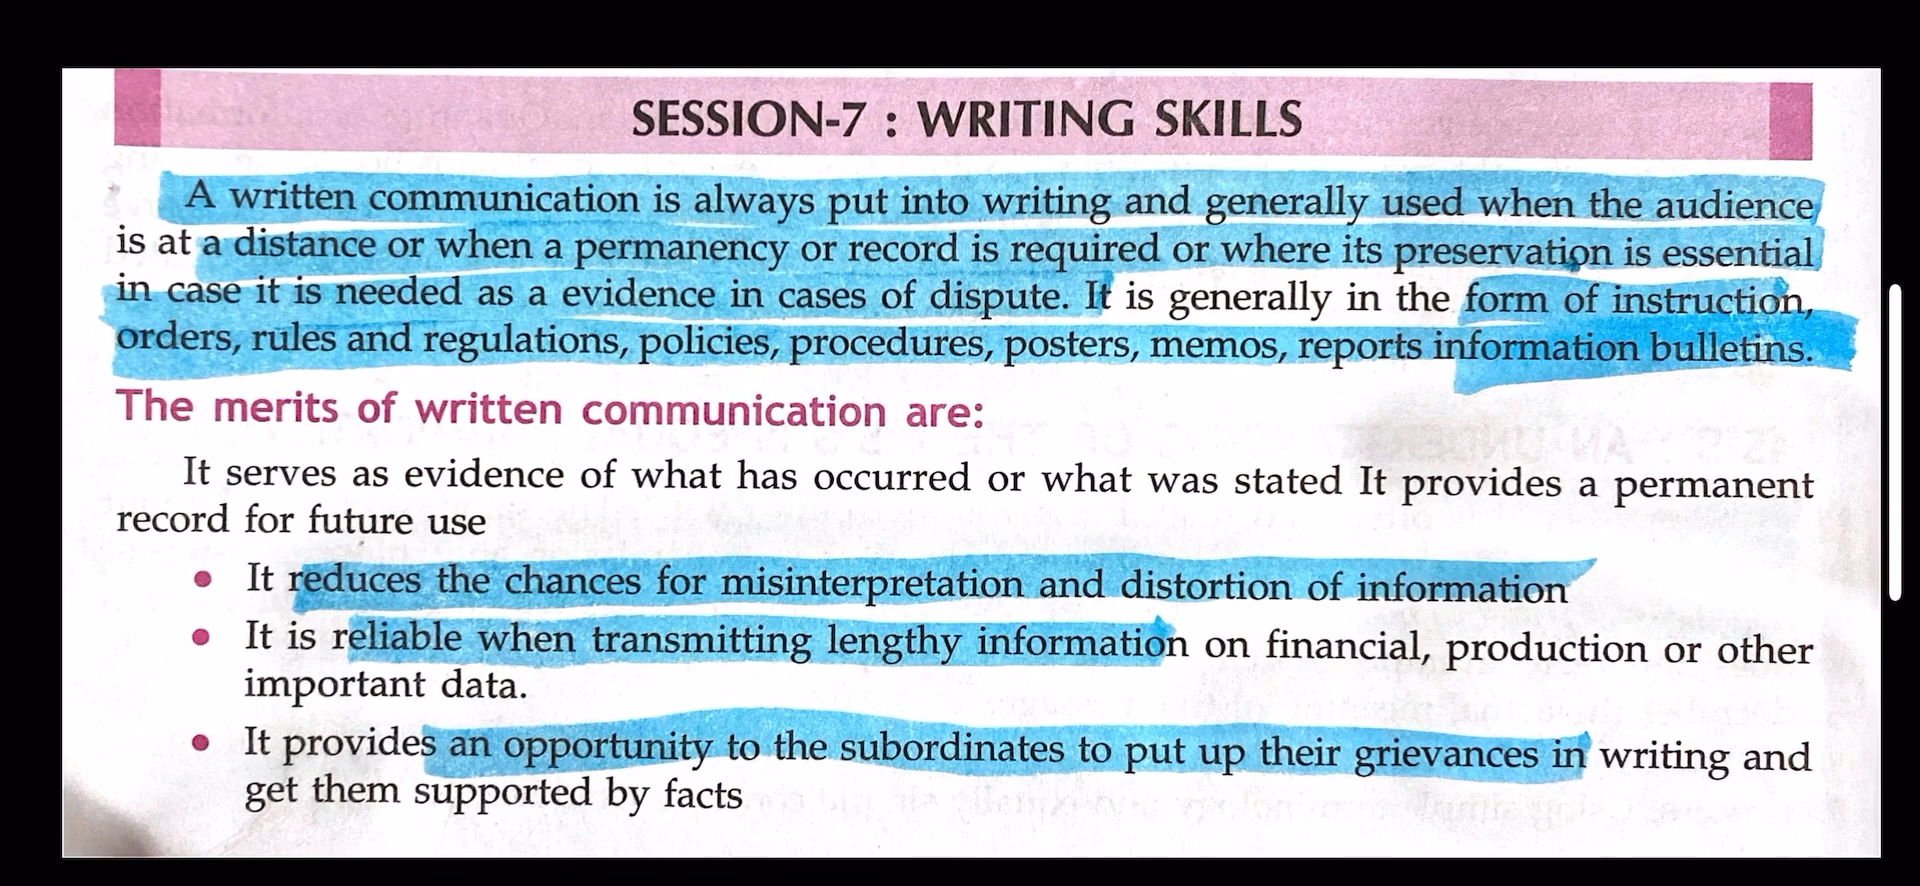 SESSION-7 : WRITING SKILLS
A written communication is always put into writing and generally used when the audience
is at a distance or when a permanency or record is required or where its preservation is essential
in case it is needed as a evidence in cases of dispute. It is generally in the form of instruction,
orders, rules and regulations, policies, procedures, posters, memos, reports information bulletins.
The merits of written communication are:
It serves as evidence of what has occurred or what was stated It provides a permanent
record for future use
• It reduces the chances for misinterpretation and distortion of information
• It is reliable when transmitting lengthy information on financial, production or other
important data.
• It provides an opportunity to the subordinates to put up their grievances in writing and
get them supported by facts